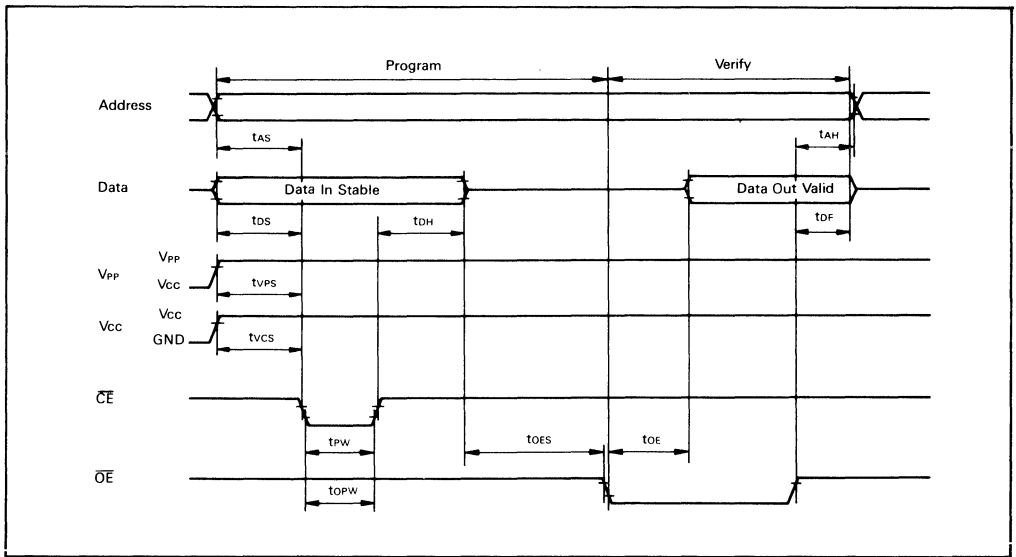 Program Verify
Address
tAS tAH
Data Data In Stable Data Out Valid
tDS tDH tDF
VPP
VPP
VCC tVPS
VCC
VCC
GND tVCS
CE
tPW tOES tOE
OE
tOPW